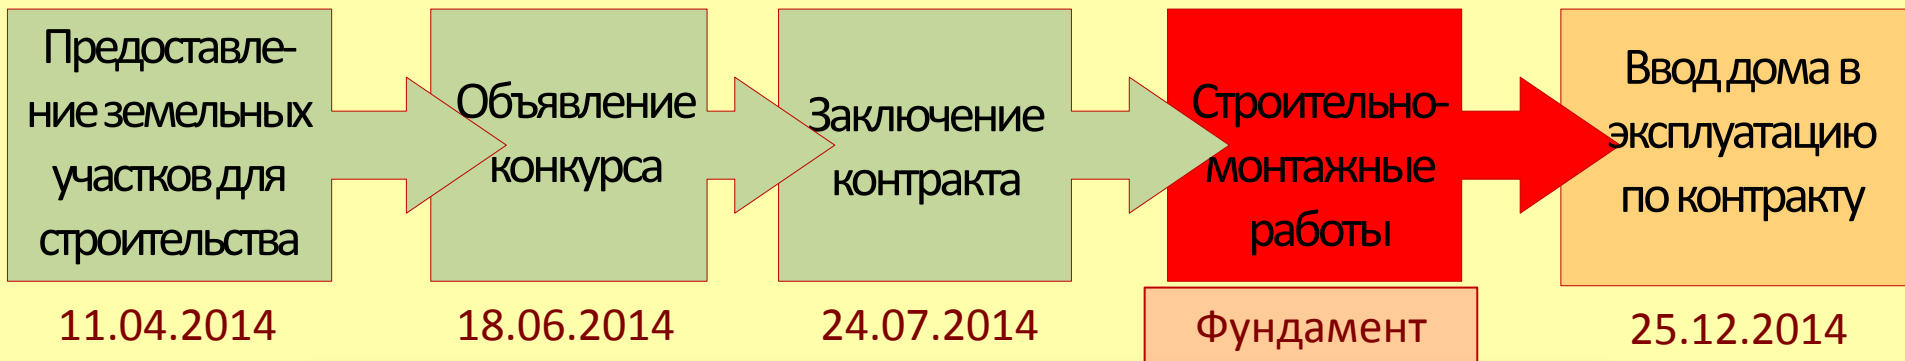 Предоставле-
ние земельных
участков для
строительства
11.04.2014
Объявление
конкурса
18.06.2014
Заключение
контракта
24.07.2014
Строительно-
монтажные
работы
Фундамент
Ввод дома в
эксплуатацию
по контракту
25.12.2014